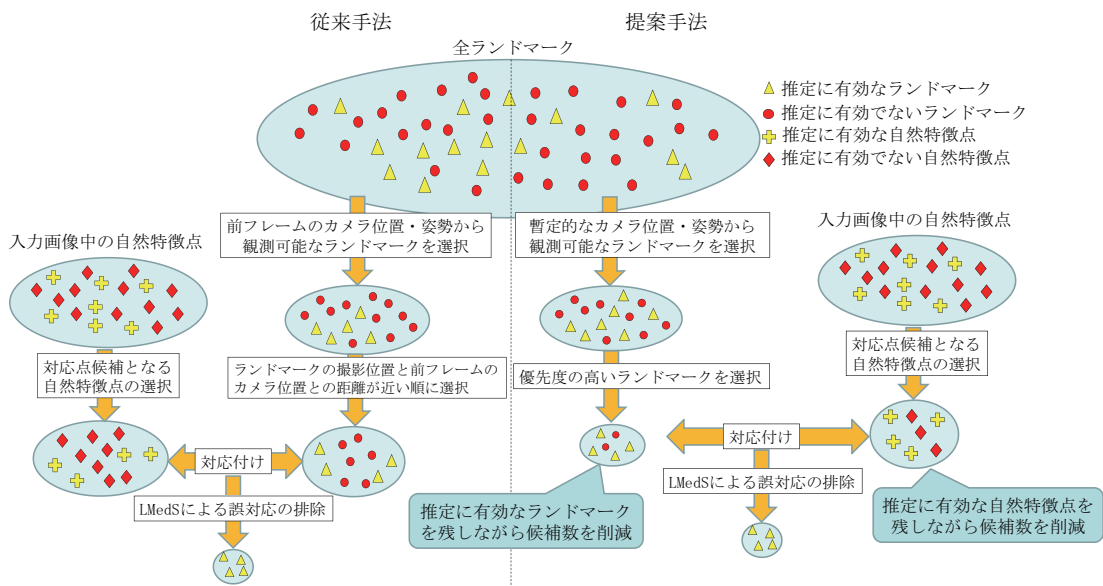 従来手法
提案手法
全ランドマーク
推定に有効なランドマーク
推定に有効でないランドマーク
推定に有効な自然特徴点
推定に有効でない自然特徴点
入力画像中の自然特徴点
前フレームのカメラ位置・姿勢から
観測可能なランドマークを選択
暫定的なカメラ位置・姿勢から
観測可能なランドマークを選択
入力画像中の自然特徴点
対応点候補となる
自然特徴点の選択
ランドマークの撮影位置と前フレームの
カメラ位置との距離が近い順に選択
優先度の高いランドマークを選択
対応点候補となる
自然特徴点の選択
対応付け
LMedSによる誤対応の排除
対応付け
LMedSによる誤対応の排除
推定に有効なランドマーク
を残しながら候補数を削減
推定に有効な自然特徴点を
残しながら候補数を削減